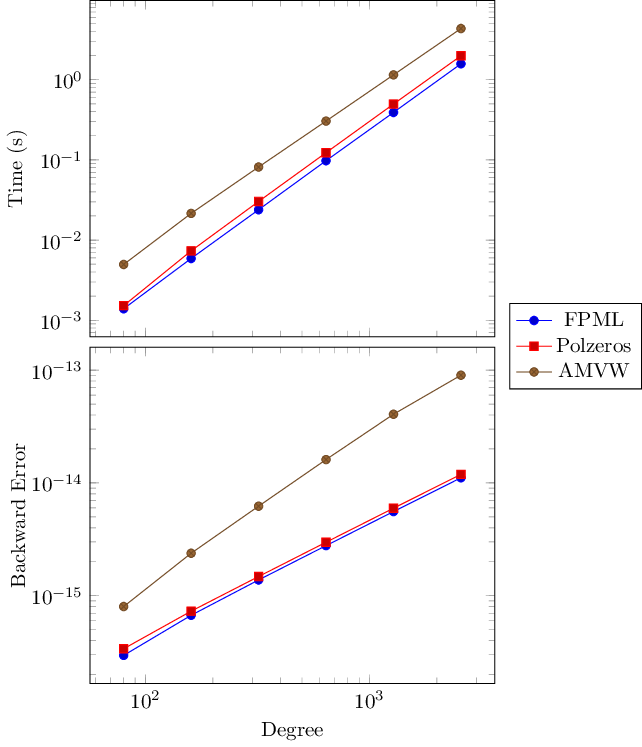 Time (s)
10^0
10^{-1}
10^{-2}
10^{-3}
FPML
Polzeros
AMVW
Backward Error
10^{-13}
10^{-14}
10^{-15}
10^2
10^3
Degree